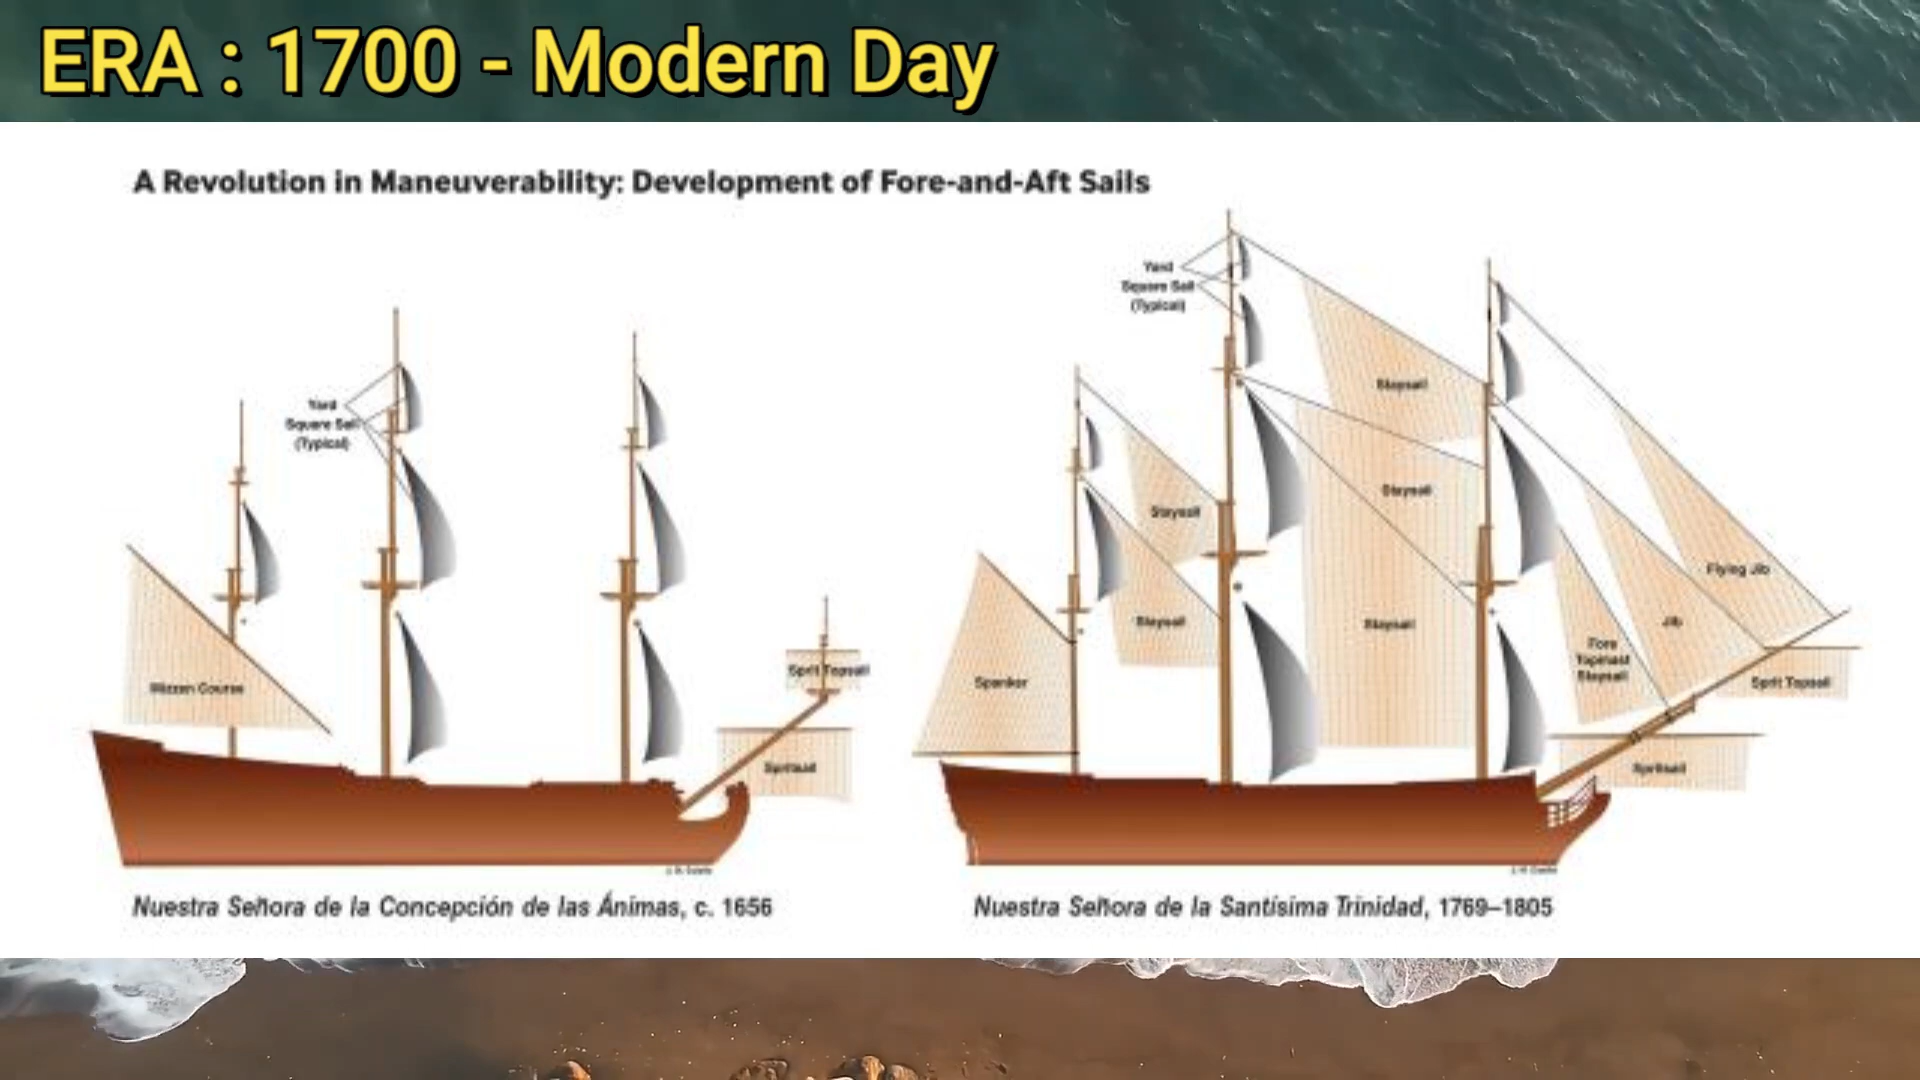 ERA : 1700 - Modern Day
A Revolution in Maneuverability: Development of Fore-and-Aft Sails
Yard
Square Sail
(Typical)
Mizzen Course
Sprit Topsail
Spritsail
Nuestra Señora de la Concepción de las Ánimas, c. 1656
Yard
Square Sail
(Typical)
Staysail
Staysail
Staysail
Staysail
Staysail
Spanker
Flying Jib
Jib
Fore
Topmast
Staysail
Sprit Topsail
Spritsail
Nuestra Señora de la Santísima Trinidad, 1769–1805